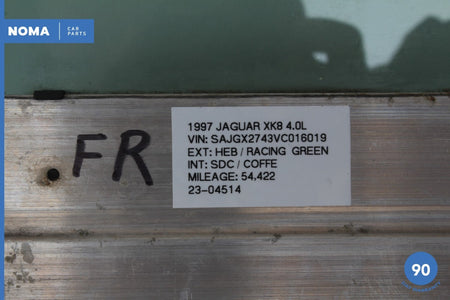 NOMA
CAR
PARTS
FR
1997 JAGUAR XK8 4.0L
VIN: SAJGX2743VC016019
EXT: HEB / RACING GREEN
INT: SDC / COFFE
MILEAGE: 54,422
23-04514
90